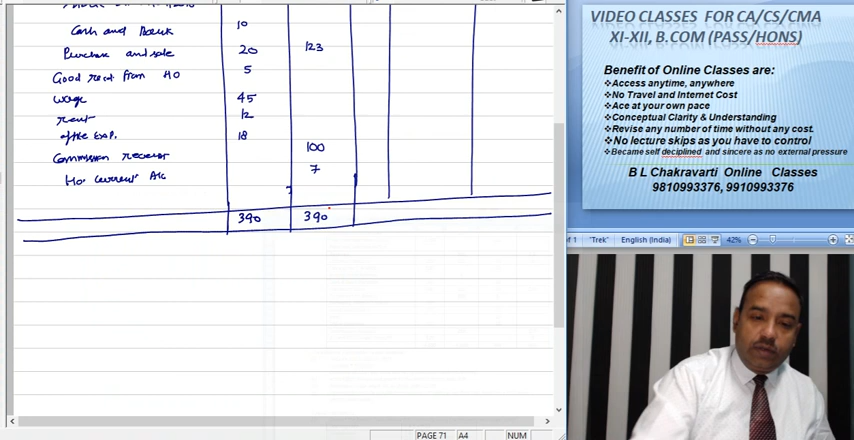 Cash and Bank 10
Purchase and sale 20 123
Good recd from HO 5
wage 45
rent 12
office Exp. 18
Commission receipt 100
Ho. Current A/c 7
390 390
VIDEO CLASSES FOR CA/CS/CMA
XI-XII, B.COM (PASS/HONS)
Benefit of Online Classes are:
❖Access anytime, anywhere
❖No Travel and Internet Cost
❖Ace at your own pace
❖Conceptual Clarity & Understanding
❖Revise any number of time without any cost.
❖No lecture skips as you have to control
❖Became self deciplined and sincere as no external pressure
B L Chakravarti Online Classes
9810993376, 9910993376
of 1 "Trek" English (India) 42%
PAGE 71 A4 NUM